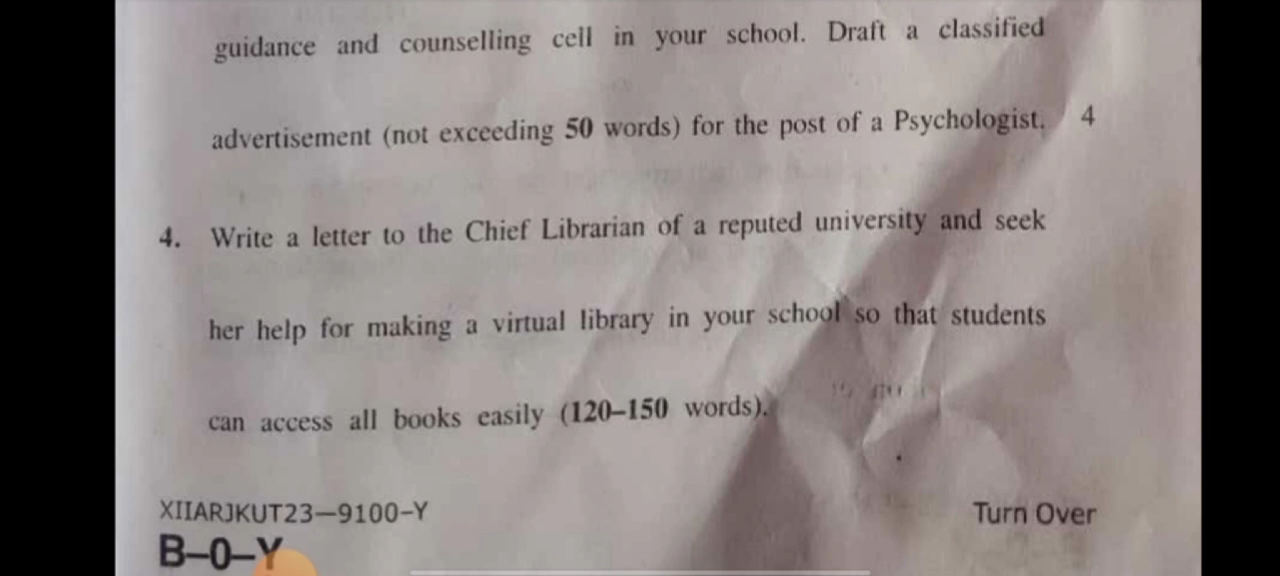 guidance and counselling cell in your school. Draft a classified
advertisement (not exceeding 50 words) for the post of a Psychologist. 4
4. Write a letter to the Chief Librarian of a reputed university and seek
her help for making a virtual library in your school so that students
can access all books easily (120–150 words).
XIIARJKUT23—9100—Y
Turn Over
B—0—Y